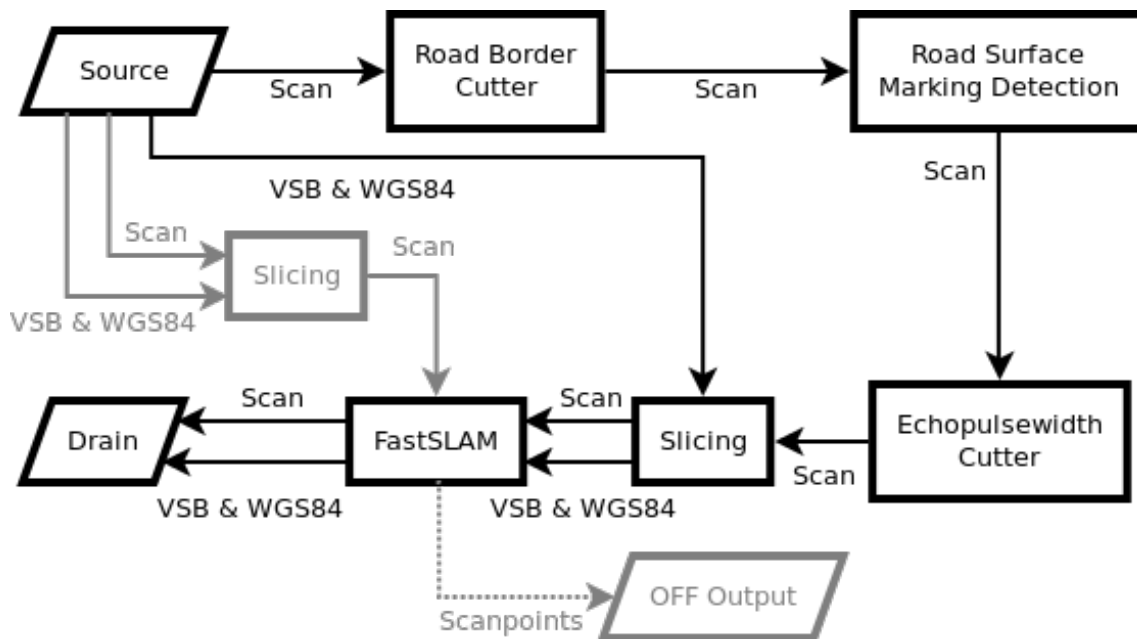 Source
Scan
Road Border
Cutter
Scan
Road Surface
Marking Detection
Scan
VSB & WGS84
Scan
VSB & WGS84
Slicing
Scan
Drain
Scan
VSB & WGS84
FastSLAM
Scan
VSB & WGS84
Slicing
Scan
Echopulsewidth
Cutter
Scanpoints
OFF Output